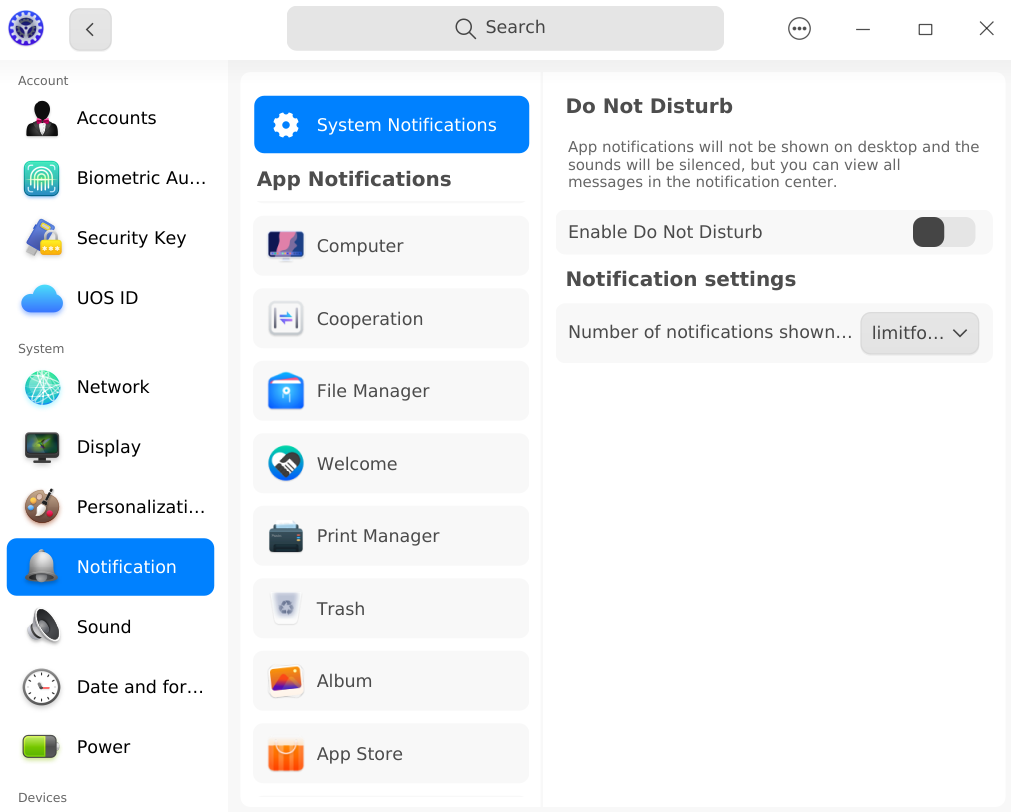 Search
Account
Accounts
Biometric Au...
Security Key
UOS ID
System
Network
Display
Personalizati...
Notification
Sound
Date and for...
Power
Devices
System Notifications
App Notifications
Computer
Cooperation
File Manager
Welcome
Print Manager
Trash
Album
App Store
Do Not Disturb
App notifications will not be shown on desktop and the
sounds will be silenced, but you can view all
messages in the notification center.
Enable Do Not Disturb
Notification settings
Number of notifications shown...
limitfo...